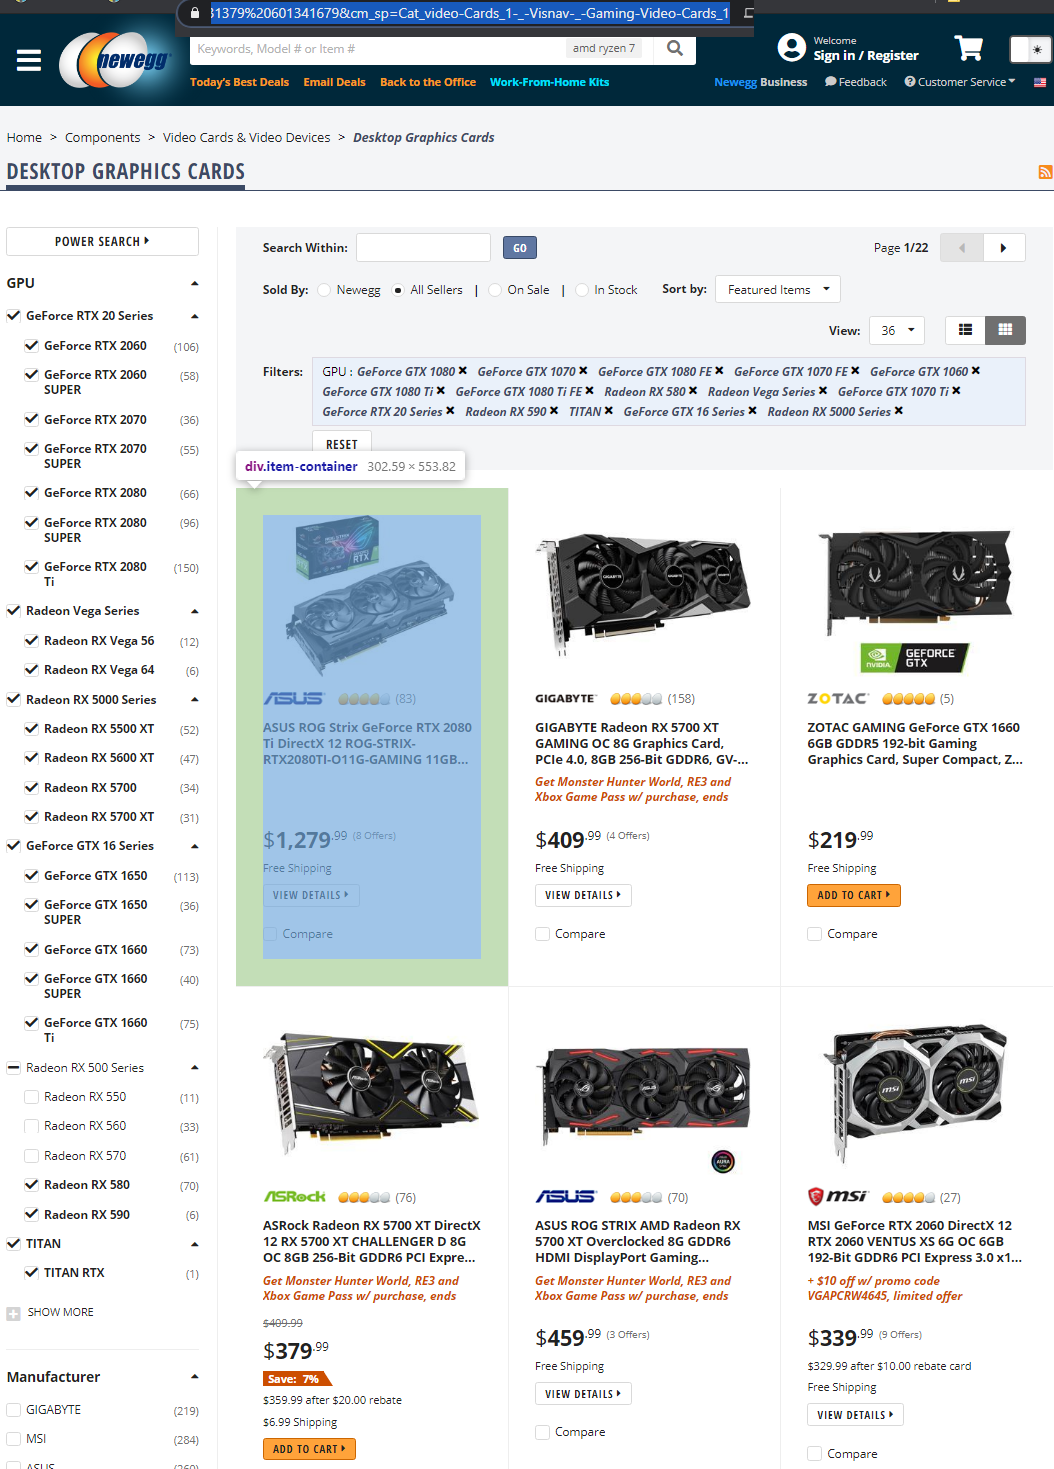 31379%20601341679&cm_sp=Cat_video-Cards_1-_-Visnav-_-Gaming-Video-Cards_1
newegg
Keywords, Model # or Item #
amd ryzen 7
Welcome
Sign in / Register
Today's Best Deals Email Deals Back to the Office Work-From-Home Kits
Newegg Business Feedback Customer Service
Home > Components > Video Cards & Video Devices > Desktop Graphics Cards
DESKTOP GRAPHICS CARDS
POWER SEARCH
GPU
GeForce RTX 20 Series
GeForce RTX 2060 (106)
GeForce RTX 2060 SUPER (58)
GeForce RTX 2070 (36)
GeForce RTX 2070 SUPER (55)
GeForce RTX 2080 (66)
GeForce RTX 2080 SUPER (96)
GeForce RTX 2080 Ti (150)
Radeon Vega Series
Radeon RX Vega 56 (12)
Radeon RX Vega 64 (6)
Radeon RX 5000 Series
Radeon RX 5500 XT (52)
Radeon RX 5600 XT (47)
Radeon RX 5700 (34)
Radeon RX 5700 XT (31)
GeForce GTX 16 Series
GeForce GTX 1650 (113)
GeForce GTX 1650 SUPER (36)
GeForce GTX 1660 (73)
GeForce GTX 1660 SUPER (40)
GeForce GTX 1660 Ti (75)
Radeon RX 500 Series
Radeon RX 550 (11)
Radeon RX 560 (33)
Radeon RX 570 (61)
Radeon RX 580 (70)
Radeon RX 590 (6)
TITAN
TITAN RTX (1)
SHOW MORE
Manufacturer
GIGABYTE (219)
MSI (284)
ASUS (260)
Search Within: GO
Page 1/22
Sold By: Newegg All Sellers | On Sale | In Stock Sort by: Featured Items
View: 36
Filters: GPU : GeForce GTX 1080 × GeForce GTX 1070 × GeForce GTX 1080 FE × GeForce GTX 1070 FE × GeForce GTX 1060 ×
GeForce GTX 1080 Ti × GeForce GTX 1080 Ti FE × Radeon RX 580 × Radeon Vega Series × GeForce GTX 1070 Ti ×
GeForce RTX 20 Series × Radeon RX 590 × TITAN × GeForce GTX 16 Series × Radeon RX 5000 Series ×
RESET
div.item-container 302.59 × 553.82
ASUS (83)
ASUS ROG Strix GeForce RTX 2080
Ti DirectX 12 ROG-STRIX-
RTX2080TI-O11G-GAMING 11GB...
$1,279.99 (8 Offers)
Free Shipping
VIEW DETAILS
Compare
GIGABYTE
GIGABYTE (158)
GIGABYTE Radeon RX 5700 XT
GAMING OC 8G Graphics Card,
PCIe 4.0, 8GB 256-Bit GDDR6, GV-...
Get Monster Hunter World, RE3 and
Xbox Game Pass w/ purchase, ends
$409.99 (4 Offers)
Free Shipping
VIEW DETAILS
Compare
NVIDIA GEFORCE GTX
ZOTAC (5)
ZOTAC GAMING GeForce GTX 1660
6GB GDDR5 192-bit Gaming
Graphics Card, Super Compact, Z...
$219.99
Free Shipping
ADD TO CART
Compare
ASRock (76)
ASRock Radeon RX 5700 XT DirectX
12 RX 5700 XT CHALLENGER D 8G
OC 8GB 256-Bit GDDR6 PCI Expre...
Get Monster Hunter World, RE3 and
Xbox Game Pass w/ purchase, ends
$409.99
$379.99
Save: 7%
$359.99 after $20.00 rebate
$6.99 Shipping
ADD TO CART
AURA
ASUS (70)
ASUS ROG STRIX AMD Radeon RX
5700 XT Overclocked 8G GDDR6
HDMI DisplayPort Gaming...
Get Monster Hunter World, RE3 and
Xbox Game Pass w/ purchase, ends
$459.99 (3 Offers)
Free Shipping
VIEW DETAILS
Compare
msi
msi (27)
MSI GeForce RTX 2060 DirectX 12
RTX 2060 VENTUS XS 6G OC 6GB
192-Bit GDDR6 PCI Express 3.0 x1...
+ $10 off w/ promo code
VGAPCRW4645, limited offer
$339.99 (9 Offers)
$329.99 after $10.00 rebate card
Free Shipping
VIEW DETAILS
Compare